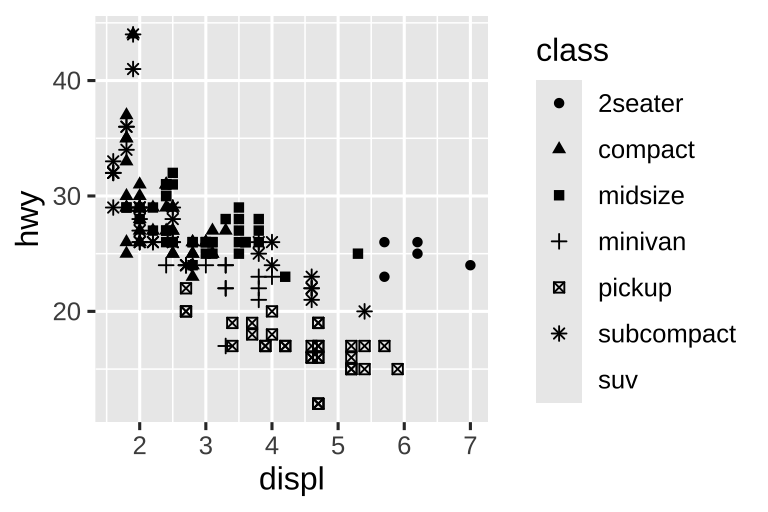 class
2seater
compact
midsize
minivan
pickup
subcompact
suv
hwy
40
30
20
2 3 4 5 6 7
displ